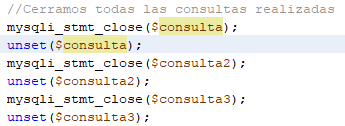 //Cerramos todas las consultas realizadas
mysqli_stmt_close($consulta);
unset($consulta);
mysqli_stmt_close($consulta2);
unset($consulta2);
mysqli_stmt_close($consulta3);
unset($consulta3);